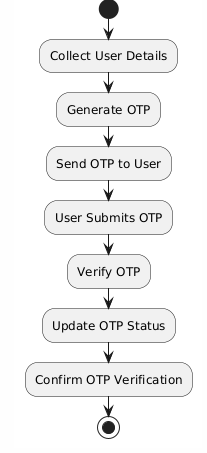 Collect User Details
Generate OTP
Send OTP to User
User Submits OTP
Verify OTP
Update OTP Status
Confirm OTP Verification